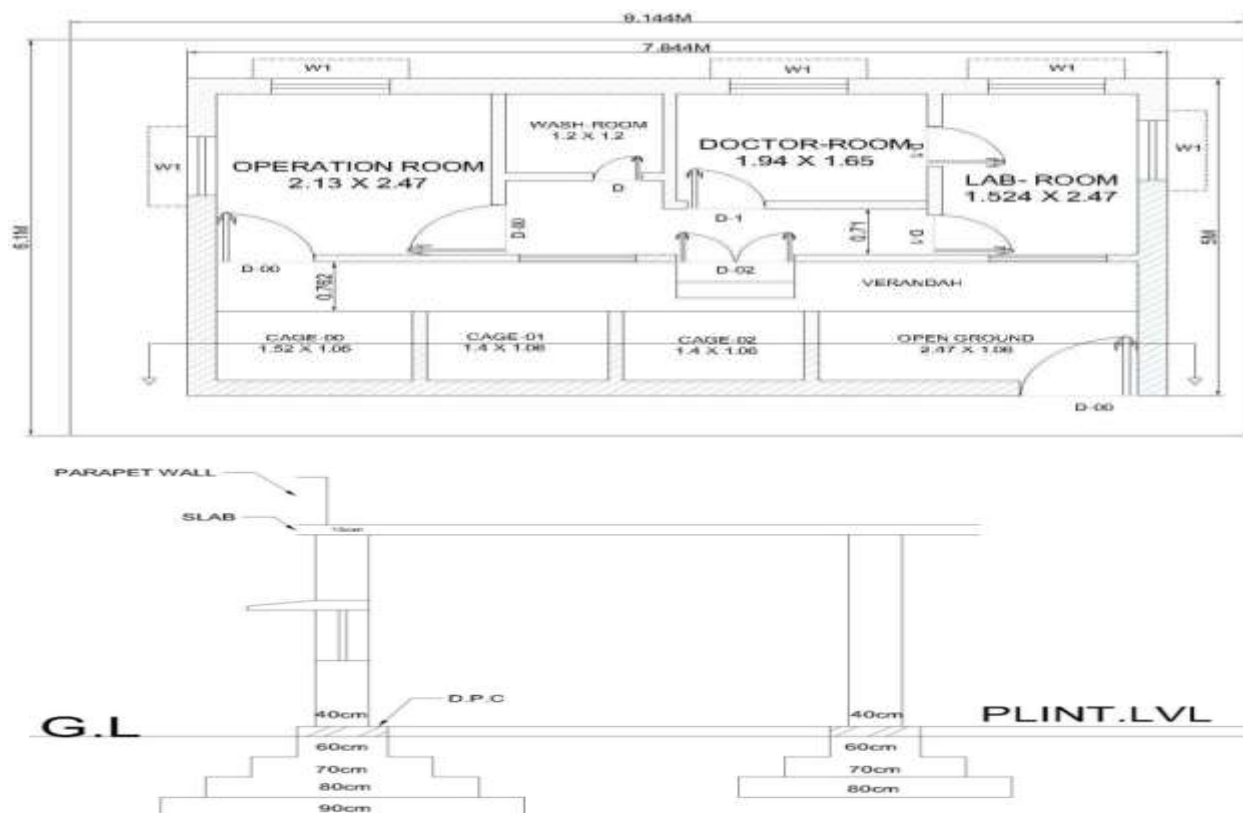 9.144M
7.844M
W1
W1
W1
WASH-ROOM
1.2 X 1.2
DOCTOR-ROOM
1.94 X 1.65
D-1
W1
OPERATION ROOM
2.13 X 2.47
W1
LAB- ROOM
1.524 X 2.47
D
6.1M
D-00
D-1
0.71
D-1
5M
D-00
D-02
0.762
VERANDAH
CAGE-00
1.52 X 1.06
CAGE-01
1.4 X 1.06
CAGE-02
1.4 X 1.06
OPEN GROUND
2.47 X 1.06
D-00
PARAPET WALL
SLAB
D.P.C
40cm
40cm
G.L
PLINT.LVL
60cm
60cm
70cm
70cm
80cm
80cm
90cm